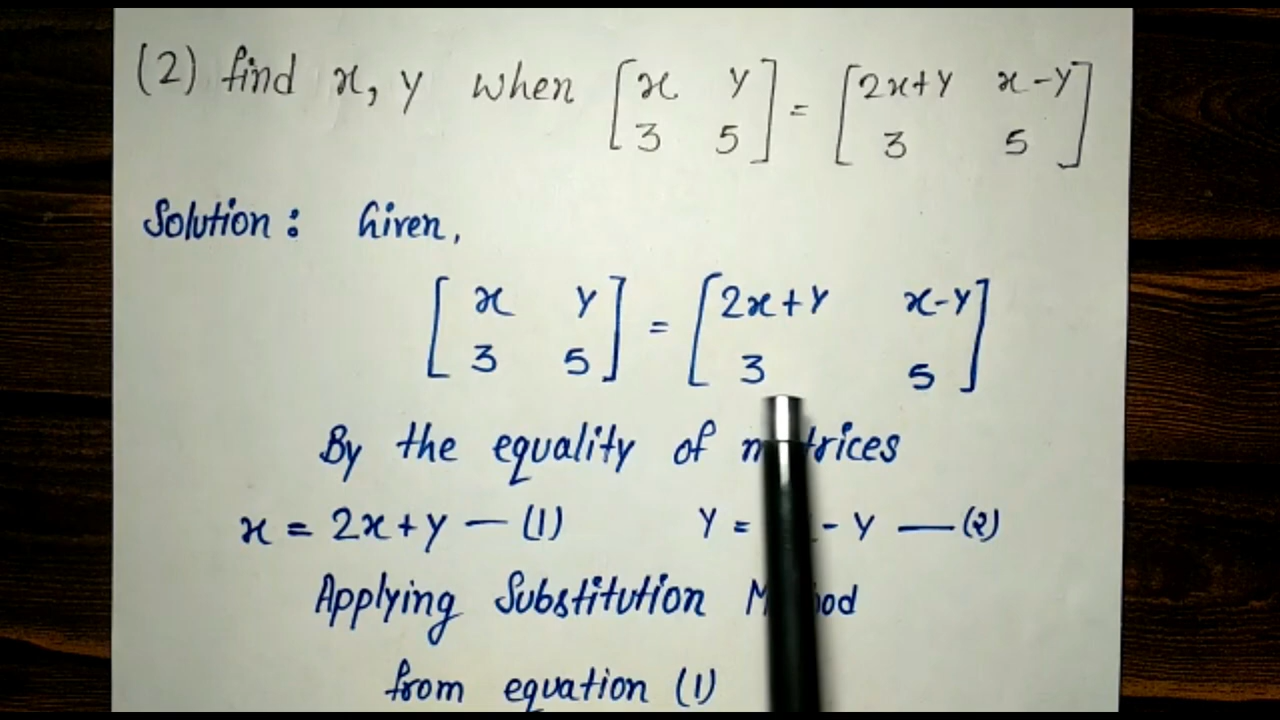 (2) find x, y when [x y 3 5] = [2x+y x-y 3 5]
Solution: Given,
[x y 3 5] = [2x+y x-y 3 5]
By the equality of matrices
x = 2x+y — (1) y = - y — (2)
Applying Substitution
from equation (1)